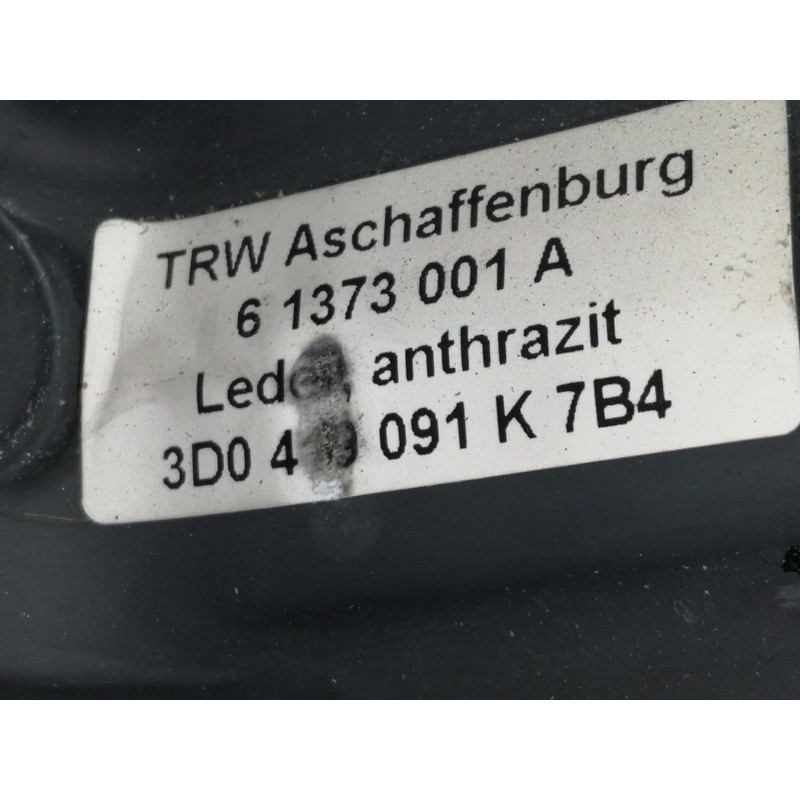 TRW Aschaffenburg
6 1373 001 A
anthrazit
3D0 091 K 7B4